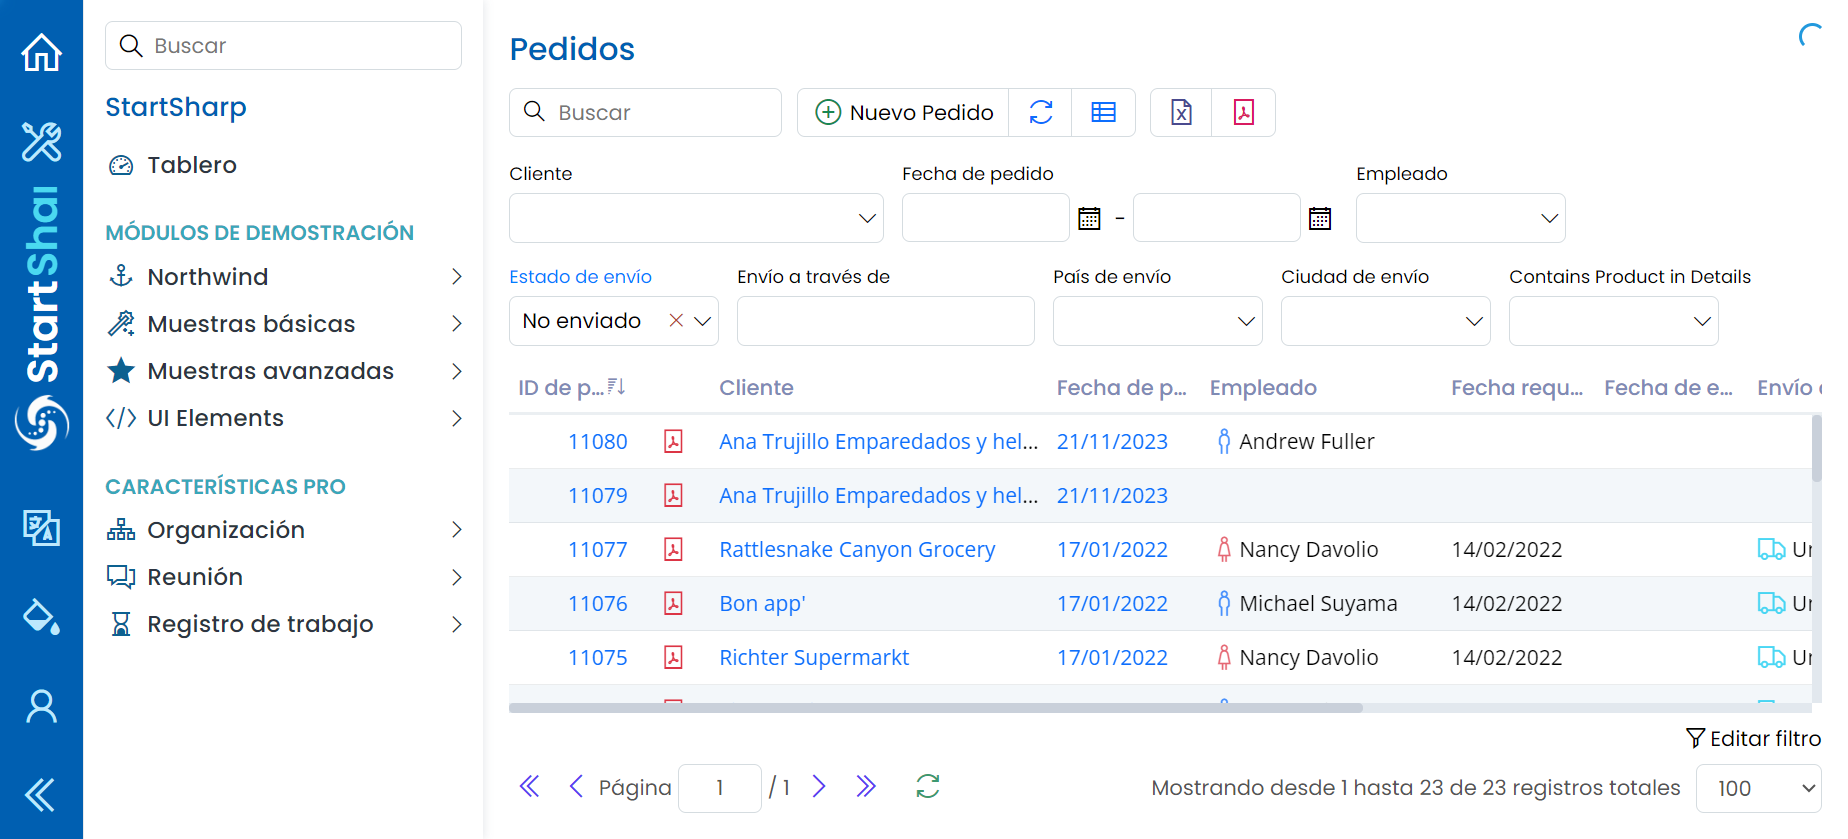 StartShar
Buscar
StartSharp
Tablero
MÓDULOS DE DEMOSTRACIÓN
Northwind
Muestras básicas
Muestras avanzadas
UI Elements
CARACTERÍSTICAS PRO
Organización
Reunión
Registro de trabajo
Pedidos
Buscar
Nuevo Pedido
Cliente
Fecha de pedido
-
Empleado
Estado de envío
Envío a través de
País de envío
Ciudad de envío
Contains Product in Details
No enviado
ID de p... Cliente Fecha de p... Empleado Fecha requ... Fecha de e... Envío
11080 Ana Trujillo Emparedados y hel... 21/11/2023 Andrew Fuller
11079 Ana Trujillo Emparedados y hel... 21/11/2023
11077 Rattlesnake Canyon Grocery 17/01/2022 Nancy Davolio 14/02/2022
11076 Bon app' 17/01/2022 Michael Suyama 14/02/2022
11075 Richter Supermarkt 17/01/2022 Nancy Davolio 14/02/2022
Editar filtro
Página 1 / 1
Mostrando desde 1 hasta 23 de 23 registros totales
100